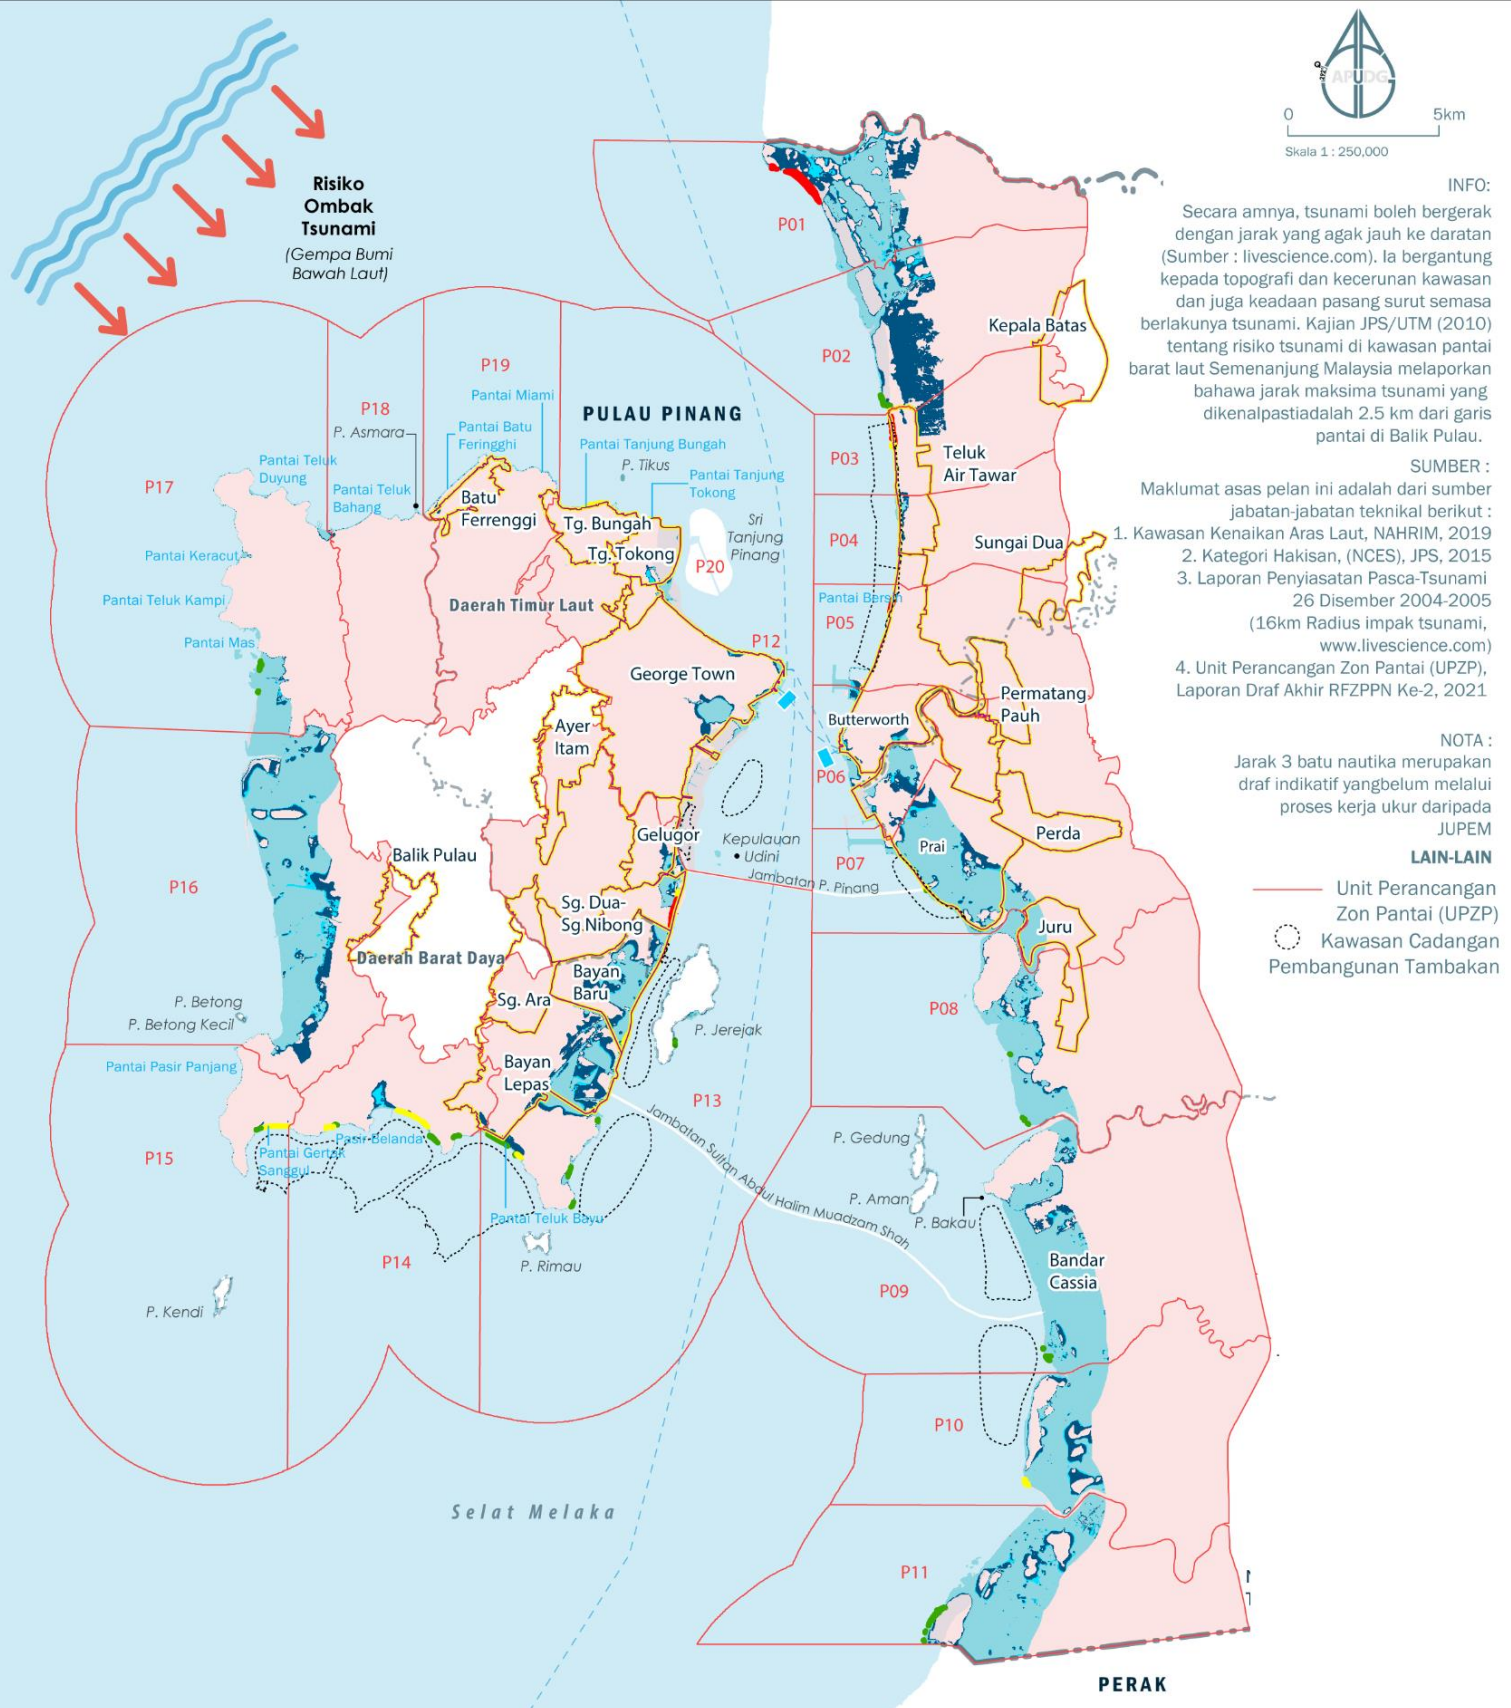 APUDG
0 5km
Skala 1 : 250,000
Risiko
Ombak
Tsunami
(Gempa Bumi
Bawah Laut)
INFO:
Secara amnya, tsunami boleh bergerak
dengan jarak yang agak jauh ke daratan
(Sumber : livescience.com). Ia bergantung
kepada topografi dan kecerunan kawasan
dan juga keadaan pasang surut semasa
berlakunya tsunami. Kajian JPS/UTM (2010)
tentang risiko tsunami di kawasan pantai
barat laut Semenanjung Malaysia melaporkan
bahawa jarak maksima tsunami yang
dikenalpastiadalah 2.5 km dari garis
pantai di Balik Pulau.
SUMBER :
Maklumat asas pelan ini adalah dari sumber
jabatan-jabatan teknikal berikut :
1. Kawasan Kenaikan Aras Laut, NAHRIM, 2019
2. Kategori Hakisan, (NCES), JPS, 2015
3. Laporan Penyiasatan Pasca-Tsunami
26 Disember 2004-2005
(16km Radius impak tsunami,
www.livescience.com)
4. Unit Perancangan Zon Pantai (UPZP),
Laporan Draf Akhir RFZPPN Ke-2, 2021
NOTA :
Jarak 3 batu nautika merupakan
draf indikatif yangbelum melalui
proses kerja ukur daripada
JUPEM
LAIN-LAIN
Unit Perancangan
Zon Pantai (UPZP)
Kawasan Cadangan
Pembangunan Tambakan
P01
P02
Kepala Batas
P19
Pantai Miami
P18
P. Asmara
PULAU PINANG
Pantai Batu
Feringghi
Pantai Tanjung Bungah
P. Tikus
P03
Teluk
Air Tawar
Pantai Teluk
Duyung
P17
Pantai Teluk
Bahang
Pantai Tanjung
Tokong
Batu
Ferrenggi
Tg. Bungah
Tg. Tokong
Sri
Tanjung
Pinang
P20
P04
Sungai Dua
Pantai Keracut
Pantai Teluk Kampi
Daerah Timur Laut
Pantai Bersih
P05
Pantai Mas
P12
George Town
Permatang
Pauh
Butterworth
Ayer
Itam
P06
Gelugor
Kepulauan
Udini
Prai
Perda
Balik Pulau
P07
Jambatan P. Pinang
P16
Sg. Dua-
Sg.Nibong
Juru
Daerah Barat Daya
Bayan
Baru
Sg. Ara
P. Betong
P. Betong Kecil
P08
P. Jerejak
Pantai Pasir Panjang
Bayan
Lepas
P13
Jambatan Sultan Abdul Halim Muadzam Shah
P15
Pasir Belanda
Pantai Gertak
Sanggul
P. Gedung
P. Aman
P. Bakau
Pantai Teluk Bayu
P14
P. Rimau
Bandar
Cassia
P09
P. Kendi
P10
Selat Melaka
P11
PERAK